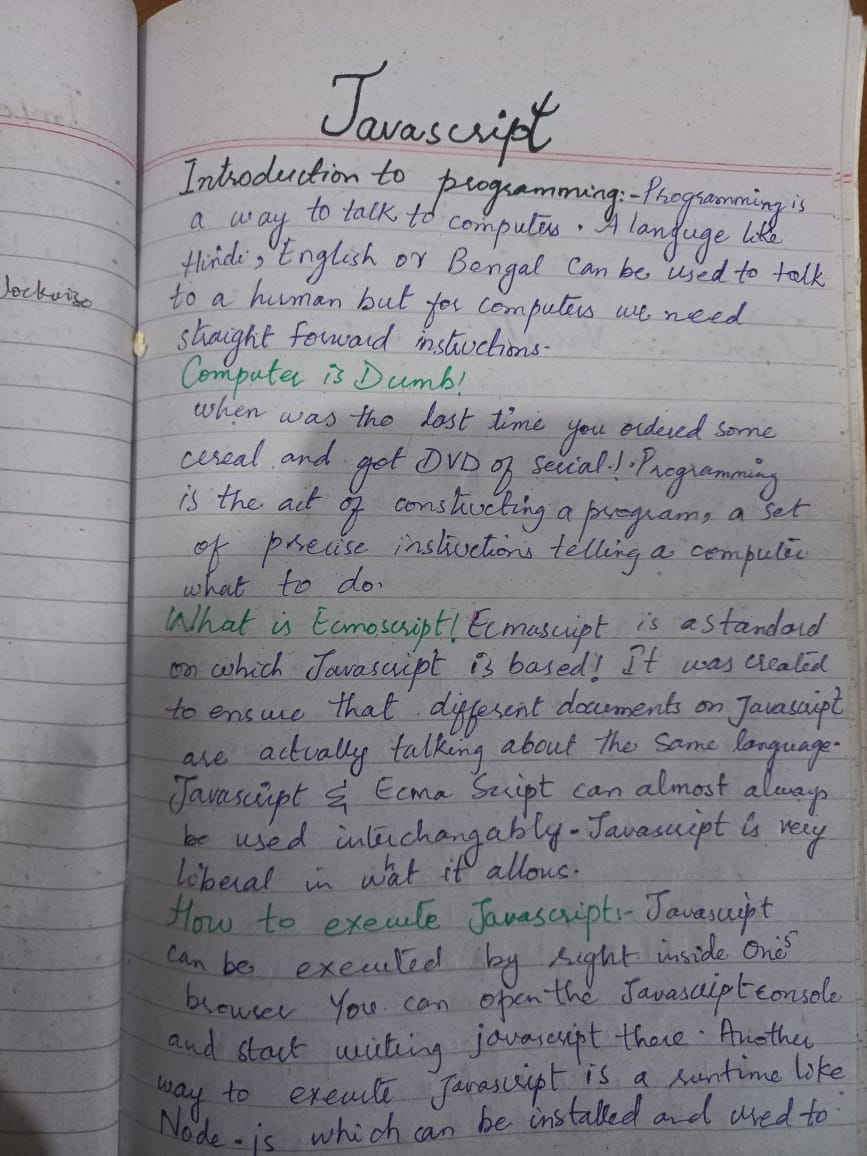 Javascript
Introduction to programming:- Programming is
a way to talk to computers. A languge like
Hindi, English or Bengal can be used to talk
to a human but for computers we need
straight forward instructions.
Computer is Dumb!
when was the last time you ordered some
cereal and got DVD of serial!. Programming
is the act of constructing a program, a set
of precise instructions telling a computer
what to do.
What is Ecmoscript! Ecmascript is a standard
on which Javascript is based! It was created
to ensure that different documents on Javascript
are actually talking about the same language.
Javascript & Ecma Script can almost always
be used interchangably. Javascript is very
liberal in what it allows.
How to execute Javascript:- Javascript
can be executed by right inside one's
browser You can open the Javascript console
and start writing javascript there. Another
way to execute Javascript is a runtime like
Node.js which can be installed and used to
lockwise